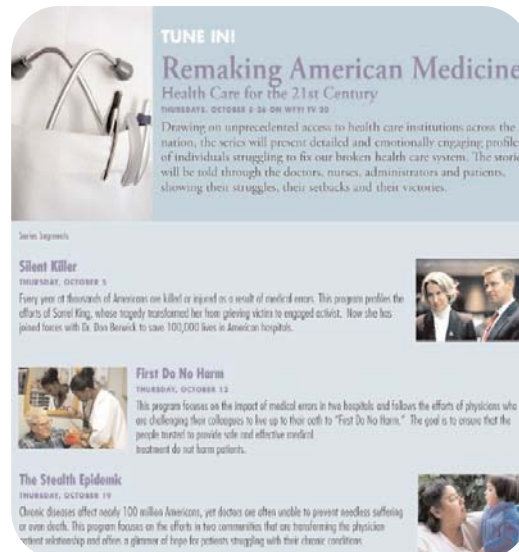 TUNE IN!
Remaking American Medicine
Health Care for the 21st Century
THURSDAYS, OCTOBER 5-26 ON WFYI TV 20
Drawing on unprecedented access to health care institutions across the
nation, the series will present detailed and emotionally engaging profiles
of individuals struggling to fix our broken health care system. The stories
will be told through the doctors, nurses, administrators and patients,
showing their struggles, their setbacks and their victories.
Series Segments
Silent Killer
THURSDAY, OCTOBER 5
Every year at thousands of Americans are killed or injured as a result of medical errors. This program profiles the
efforts of Sorrel King, whose tragedy transformed her from grieving victim to engaged activist. Now she has
joined forces with Dr. Don Berwick to save 100,000 lives in American hospitals.
First Do No Harm
THURSDAY, OCTOBER 12
This program focuses on the impact of medical errors in two hospitals and follows the efforts of physicians who
are challenging their colleagues to live up to their oath to "First Do No Harm." The goal is to ensure that the
people trusted to provide safe and effective medical
treatment do not harm patients.
The Stealth Epidemic
THURSDAY, OCTOBER 19
Chronic diseases affect nearly 100 million Americans, yet doctors are often unable to prevent needless suffering
or even death. This program focuses on the efforts in two communities that are transforming the physician
patient relationship and offers a glimmer of hope for patients struggling with their chronic conditions